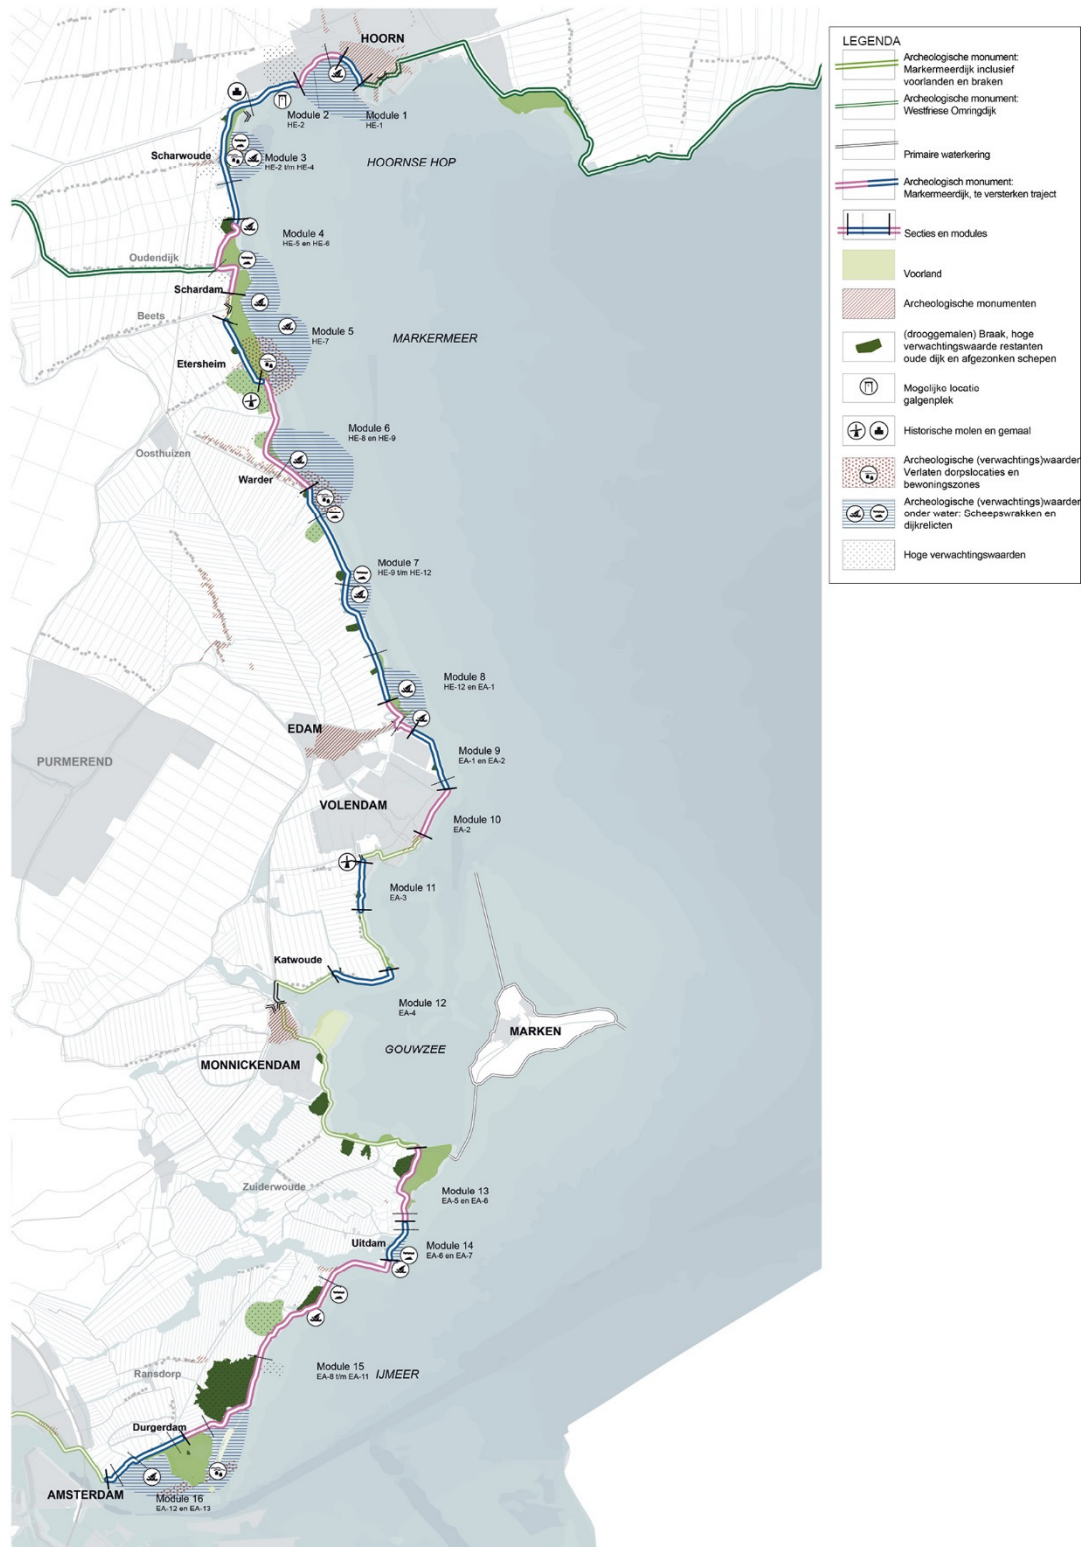 HOORN
Module 2
HE-2
Module 1
HE-1
Scharwoude
Module 3
HE-2 t/m HE-4
HOORNSE HOP
Module 4
HE-5 en HE-6
Oudendijk
Schardam
Beets
Module 5
HE-7
MARKERMEER
Etersheim
Module 6
HE-8 en HE-9
Oosthuizen
Warder
Module 7
HE-9 t/m HE-12
Module 8
HE-12 en EA-1
EDAM
PURMEREND
Module 9
EA-1 en EA-2
VOLENDAM
Module 10
EA-2
Module 11
EA-3
Katwoude
Module 12
EA-4
MARKEN
GOUWZEE
MONNICKENDAM
Zuiderwoude
Module 13
EA-5 en EA-6
Uitdam
Module 14
EA-6 en EA-7
Ransdorp
Module 15
EA-8 t/m EA-11
IJMEER
Durgerdam
AMSTERDAM
Module 16
EA-12 en EA-13
LEGENDA
Archeologische monument:
Markermeerdijk inclusief
voorlanden en braken
Archeologische monument:
Westfriese Omringdijk
Primaire waterkering
Archeologisch monument:
Markermeerdijk, te versterken traject
Secties en modules
Voorland
Archeologische monumenten
(drooggemalen) Braak, hoge
verwachtingswaarde restanten
oude dijk en afgezonken schepen
Mogelijke locatie
galgenplek
Historische molen en gemaal
Archeologische (verwachtings)waarden
Verlaten dorpslocaties en
bewoningszones
Archeologische (verwachtings)waarden
onder water: Scheepswrakken en
dijkrelicten
Hoge verwachtingswaarden